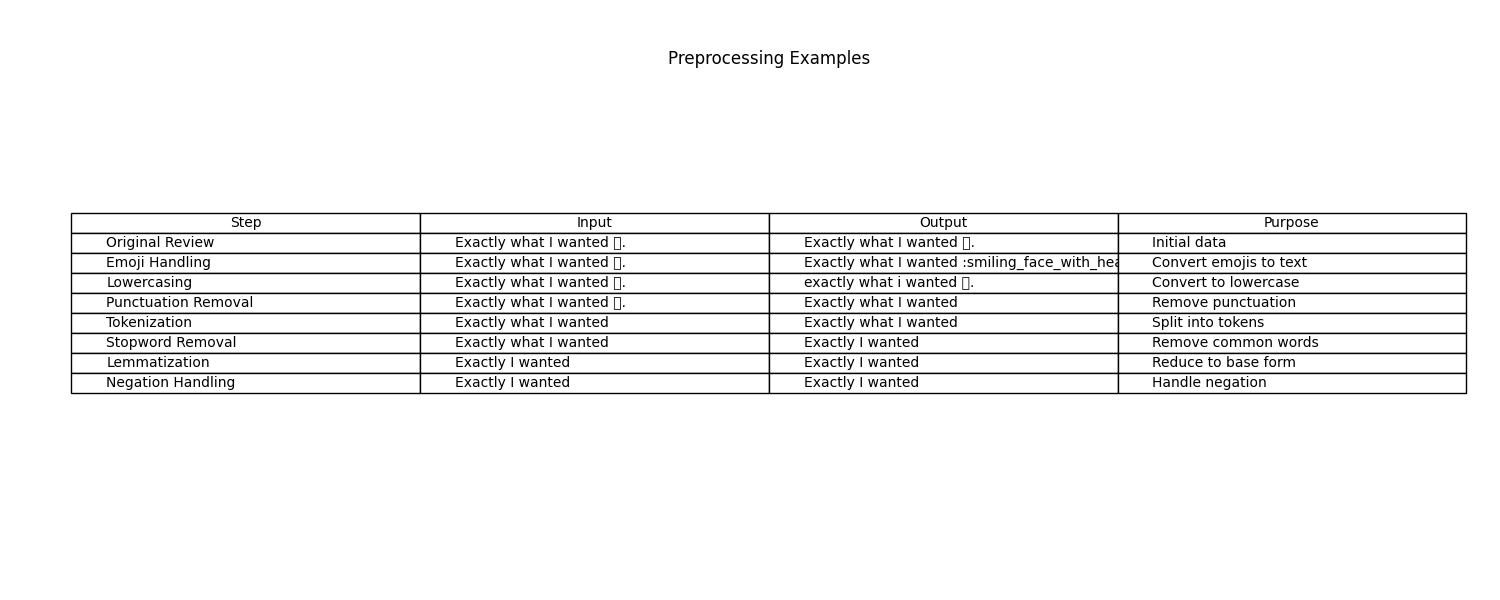 Preprocessing Examples
Step Input Output Purpose
Original Review Exactly what I wanted ▯. Exactly what I wanted ▯. Initial data
Emoji Handling Exactly what I wanted ▯. Exactly what I wanted :smiling_face_with_hea Convert emojis to text
Lowercasing Exactly what I wanted ▯. exactly what i wanted ▯. Convert to lowercase
Punctuation Removal Exactly what I wanted ▯. Exactly what I wanted Remove punctuation
Tokenization Exactly what I wanted Exactly what I wanted Split into tokens
Stopword Removal Exactly what I wanted Exactly I wanted Remove common words
Lemmatization Exactly I wanted Exactly I wanted Reduce to base form
Negation Handling Exactly I wanted Exactly I wanted Handle negation